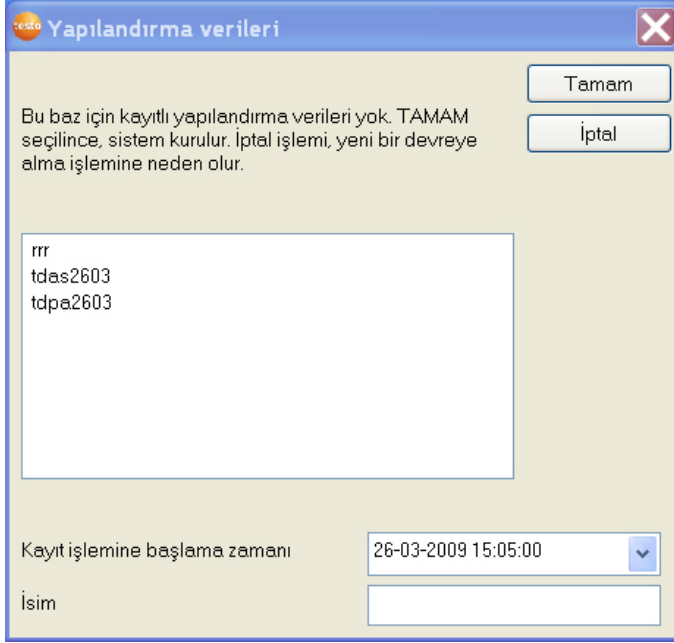 testo
Yapılandırma verileri
Tamam
İptal
Bu baz için kayıtlı yapılandırma verileri yok. TAMAM
seçilince, sistem kurulur. İptal işlemi, yeni bir devreye
alma işlemine neden olur.
rrr
tdas2603
tdpa2603
Kayıt işlemine başlama zamanı
26-03-2009 15:05:00
İsim